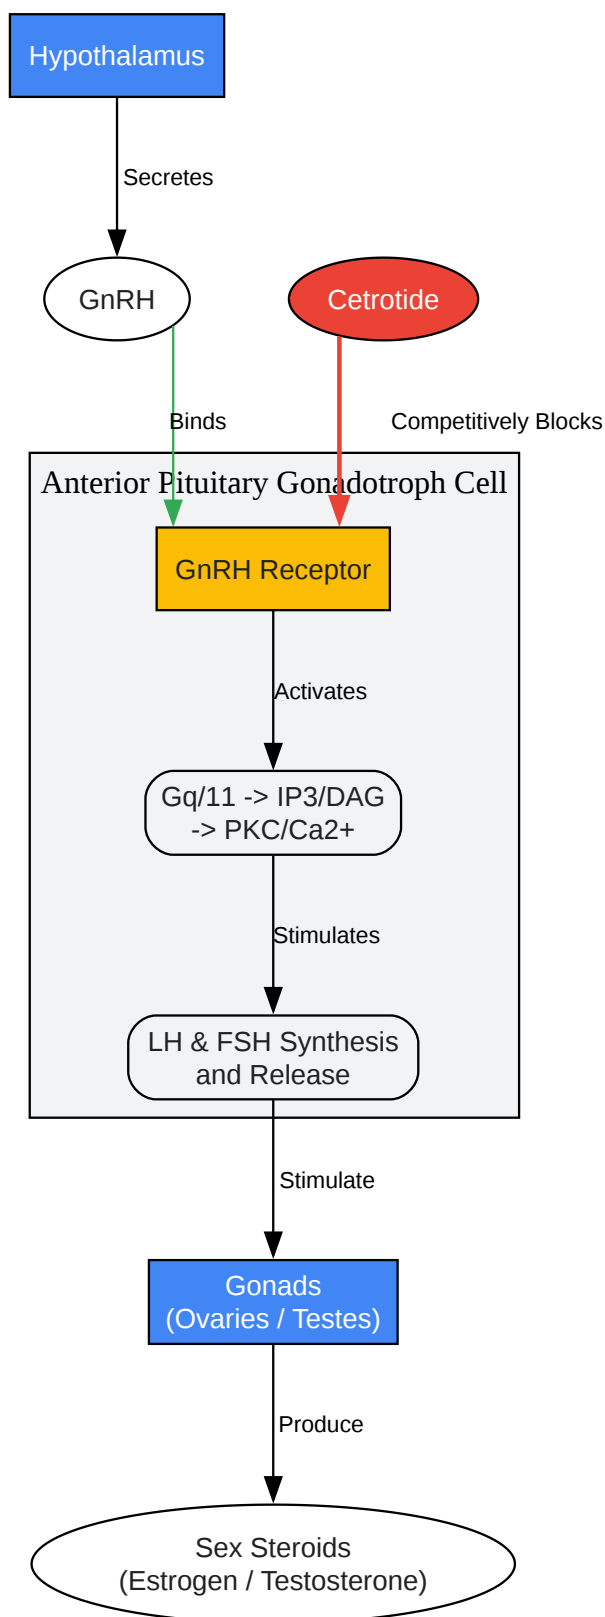 Hypothalamus
Secretes
GnRH
Cetrotide
Binds
Competitively Blocks
Anterior Pituitary Gonadotroph Cell
GnRH Receptor
Activates
Gq/11 -> IP3/DAG
-> PKC/Ca2+
Stimulates
LH & FSH Synthesis
and Release
Stimulate
Gonads
(Ovaries / Testes)
Produce
Sex Steroids
(Estrogen / Testosterone)